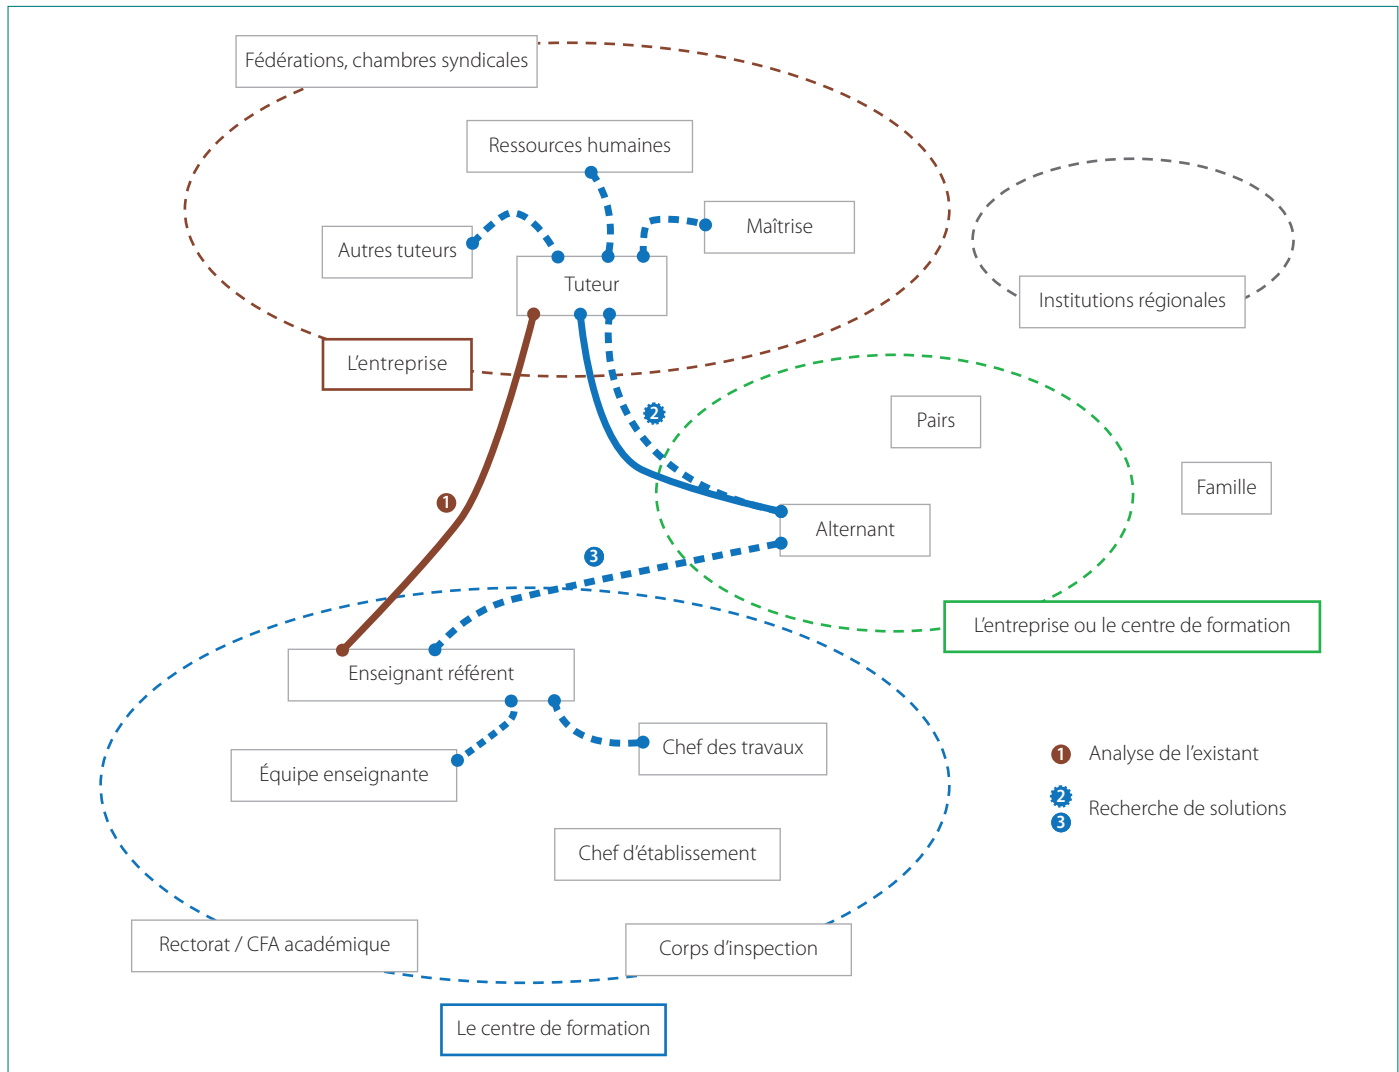 Fédérations, chambres syndicales
Ressources humaines
Maîtrise
Autres tuteurs
Tuteur
Institutions régionales
L’entreprise
2
Pairs
Famille
1
Alternant
3
L’entreprise ou le centre de formation
Enseignant référent
Chef des travaux
Équipe enseignante
1 Analyse de l’existant
2
3 Recherche de solutions
Chef d’établissement
Rectorat / CFA académique
Corps d’inspection
Le centre de formation